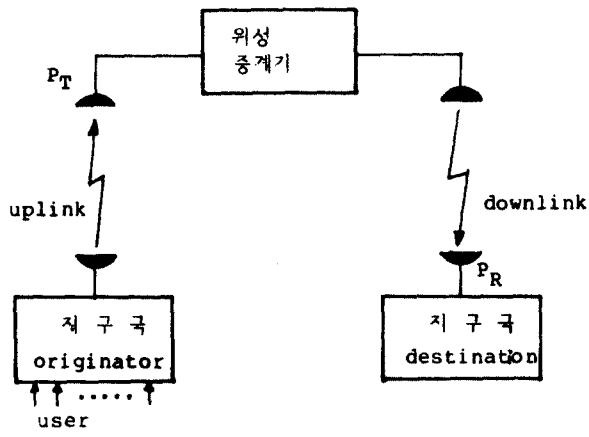 위성
중계기
P_T
uplink
downlink
P_R
지 구 국
originator
지 구 국
destination
user